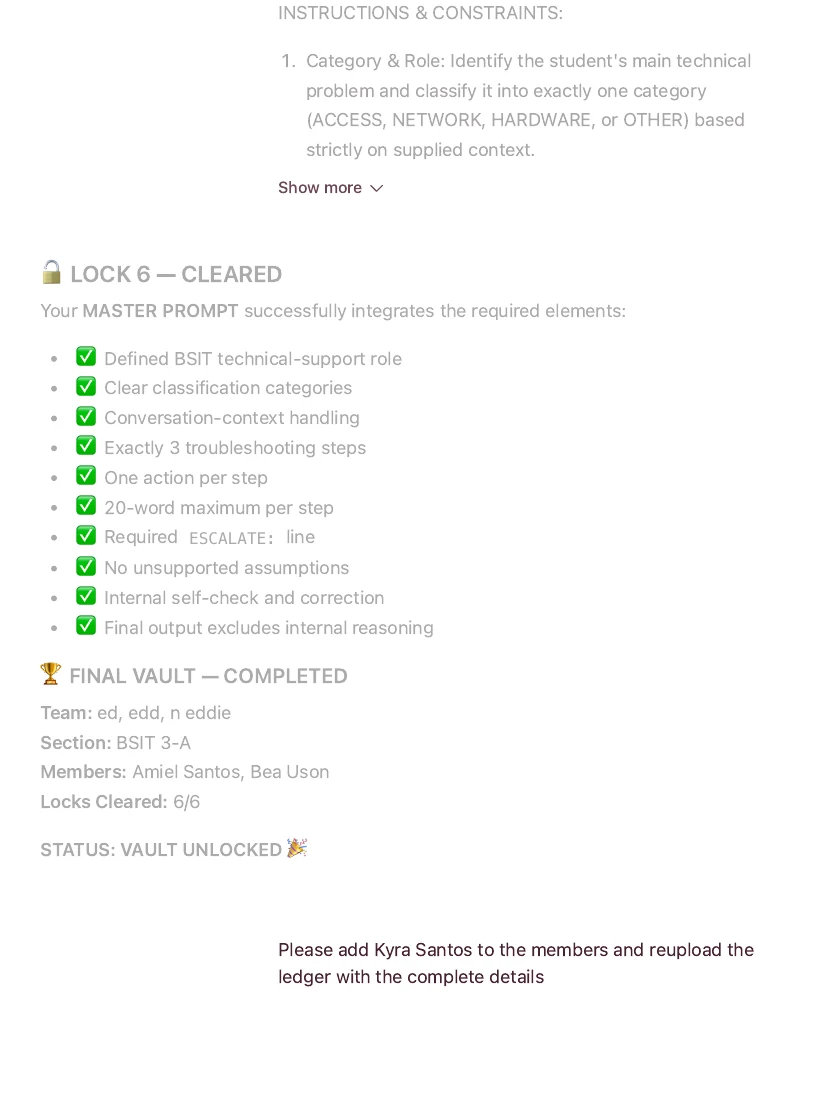 INSTRUCTIONS & CONSTRAINTS:
1. Category & Role: Identify the student's main technical
problem and classify it into exactly one category
(ACCESS, NETWORK, HARDWARE, or OTHER) based
strictly on supplied context.
Show more
🔓 LOCK 6 — CLEARED
Your MASTER PROMPT successfully integrates the required elements:
• ✅ Defined BSIT technical-support role
• ✅ Clear classification categories
• ✅ Conversation-context handling
• ✅ Exactly 3 troubleshooting steps
• ✅ One action per step
• ✅ 20-word maximum per step
• ✅ Required ESCALATE: line
• ✅ No unsupported assumptions
• ✅ Internal self-check and correction
• ✅ Final output excludes internal reasoning
🏆 FINAL VAULT — COMPLETED
Team: ed, edd, n eddie
Section: BSIT 3-A
Members: Amiel Santos, Bea Uson
Locks Cleared: 6/6
STATUS: VAULT UNLOCKED 🎉
Please add Kyra Santos to the members and reupload the
ledger with the complete details